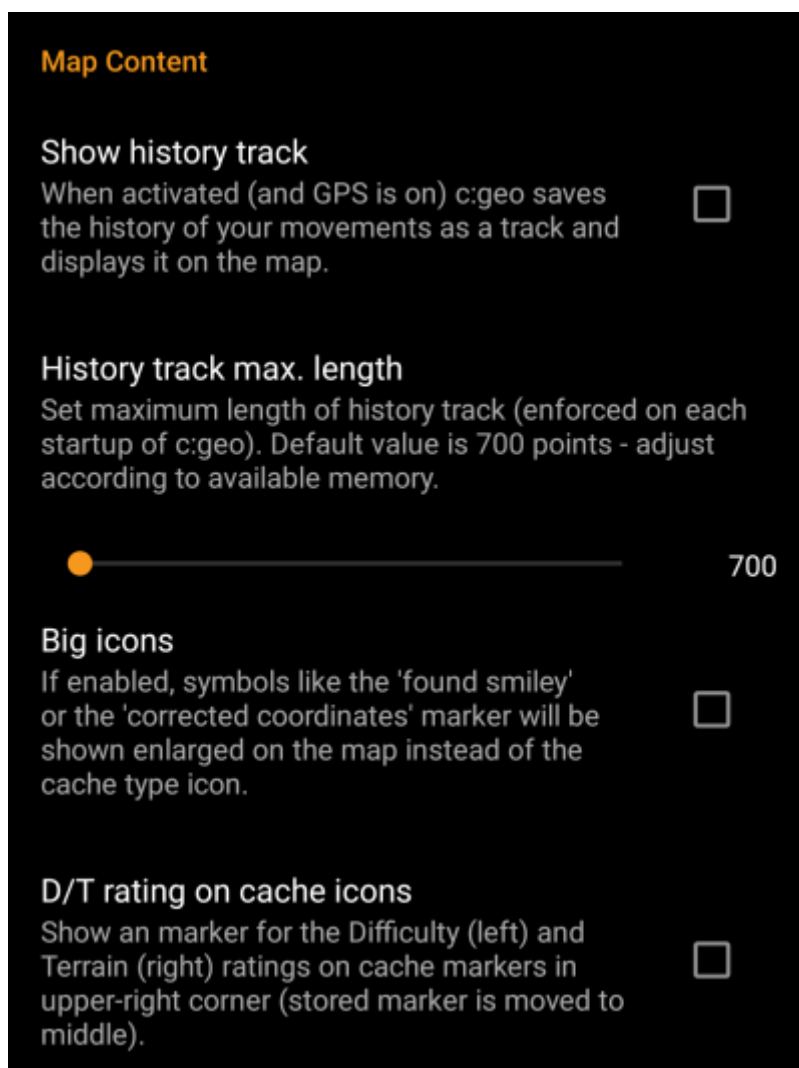 Map Content
Show history track
When activated (and GPS is on) c:geo saves
the history of your movements as a track and
displays it on the map.
History track max. length
Set maximum length of history track (enforced on each
startup of c:geo). Default value is 700 points - adjust
according to available memory.
700
Big icons
If enabled, symbols like the 'found smiley'
or the 'corrected coordinates' marker will be
shown enlarged on the map instead of the
cache type icon.
D/T rating on cache icons
Show an marker for the Difficulty (left) and
Terrain (right) ratings on cache markers in
upper-right corner (stored marker is moved to
middle).